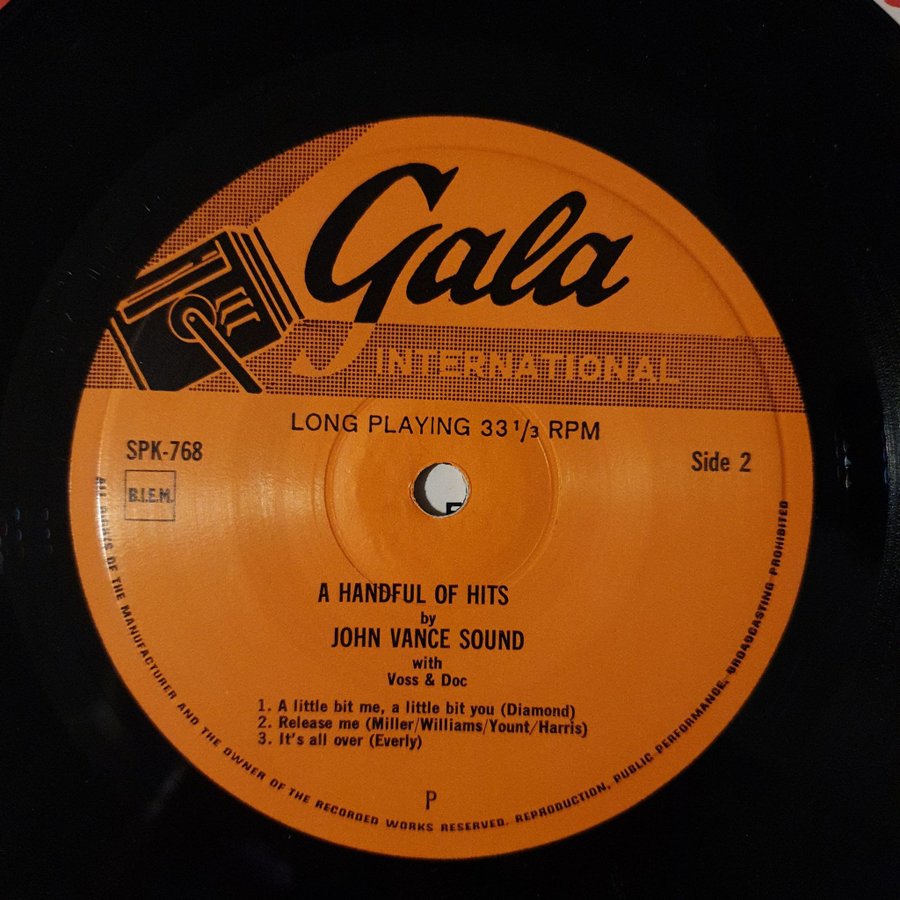 Gala
INTERNATIONAL
LONG PLAYING 33 1/3 RPM
SPK-768
Side 2
B.I.E.M.
A HANDFUL OF HITS
by
JOHN VANCE SOUND
with
Voss & Doc
1. A little bit me, a little bit you (Diamond)
2. Release me (Miller/Williams/Yount/Harris)
3. It's all over (Everly)
P
ALL RIGHTS OF THE MANUFACTURER AND THE OWNER OF THE RECORDED WORKS RESERVED. REPRODUCTION, PUBLIC PERFORMANCE, BROADCASTING PROHIBITED